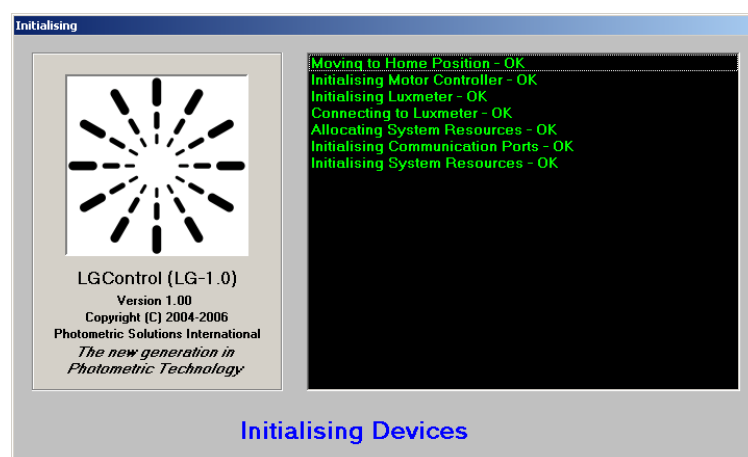 Initialising
Moving to Home Position - OK
Initialising Motor Controller - OK
Initialising Luxmeter - OK
Connecting to Luxmeter - OK
Allocating System Resources - OK
Initialising Communication Ports - OK
Initialising System Resources - OK
LGControl (LG-1.0)
Version 1.00
Copyright (C) 2004-2006
Photometric Solutions International
The new generation in
Photometric Technology
Initialising Devices